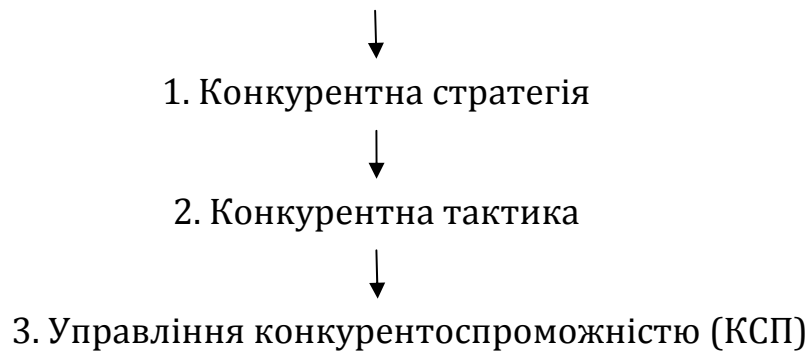 1. Конкурентна стратегія
2. Конкурентна тактика
3. Управління конкурентоспроможністю (КСП)